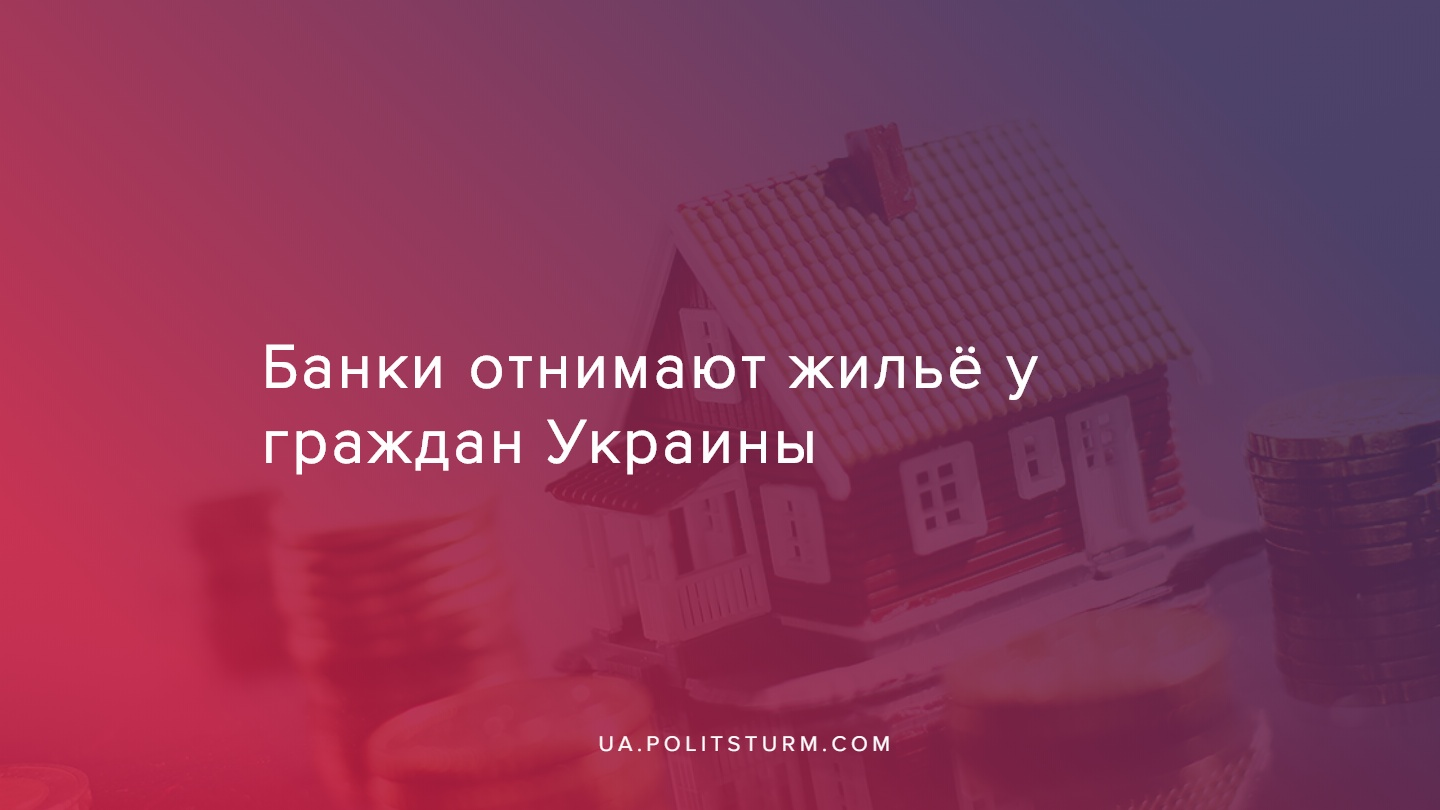 Банки отнимают жильё у
граждан Украины
UA.POLITSTURM.COM